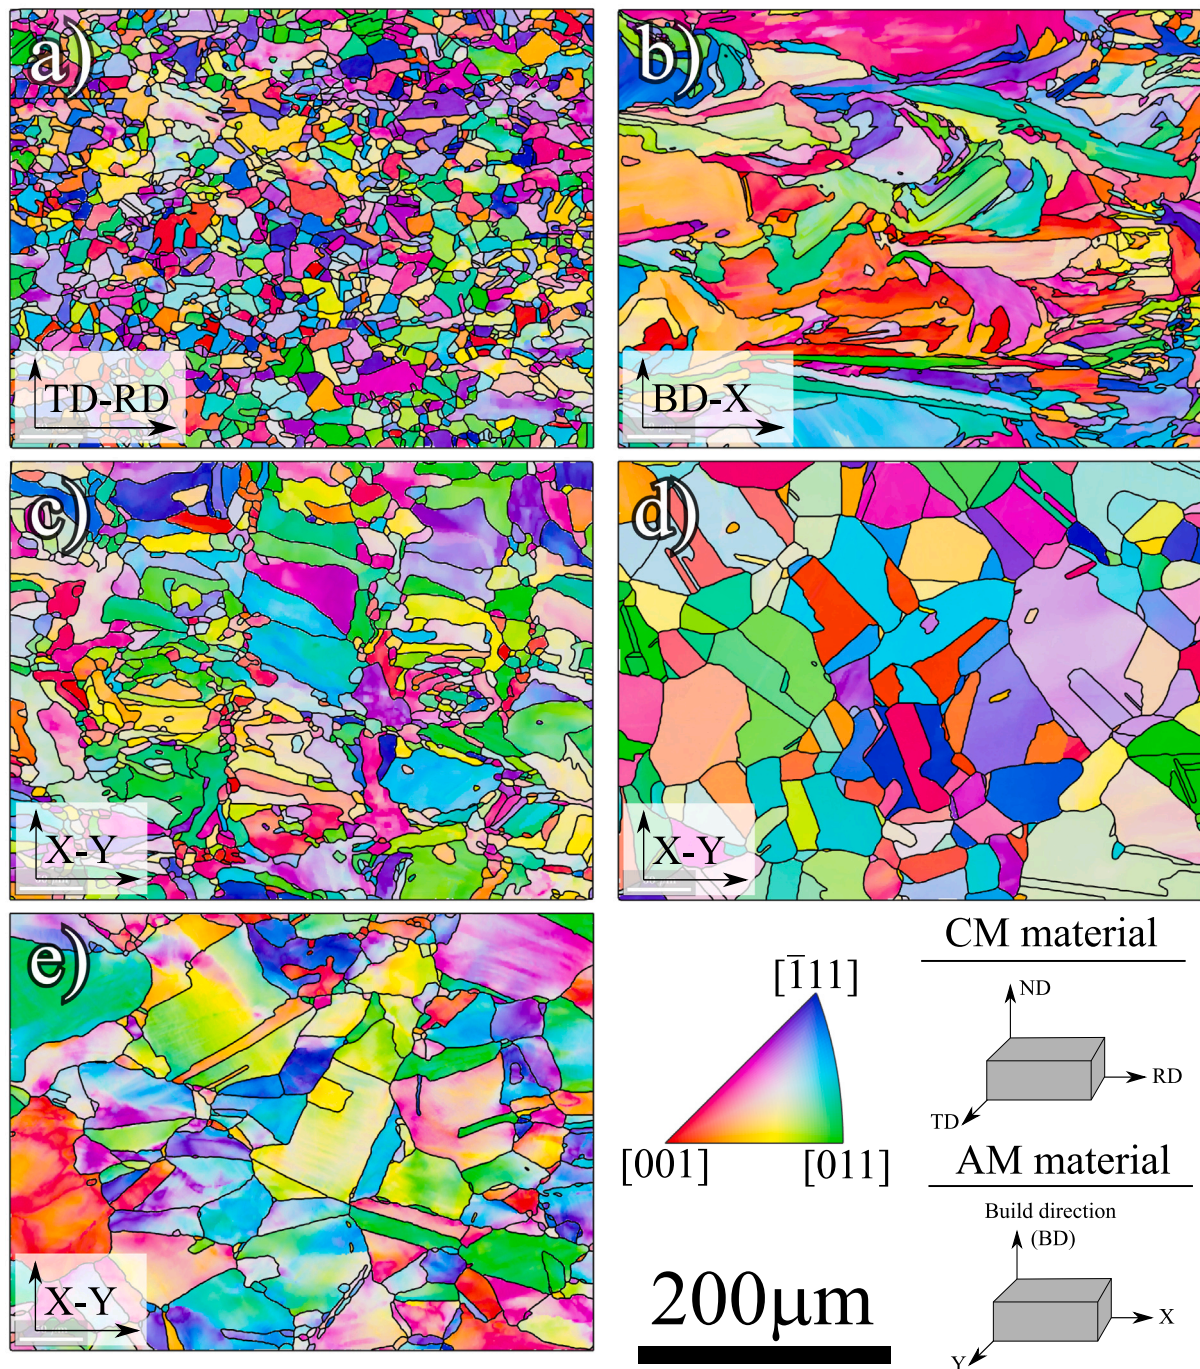 a)
b)
TD-RD
BD-X
c)
d)
X-Y
X-Y
e)
X-Y
[1̅11]
[001]
[011]
200μm
CM material
ND
RD
TD
AM material
Build direction
(BD)
X
Y